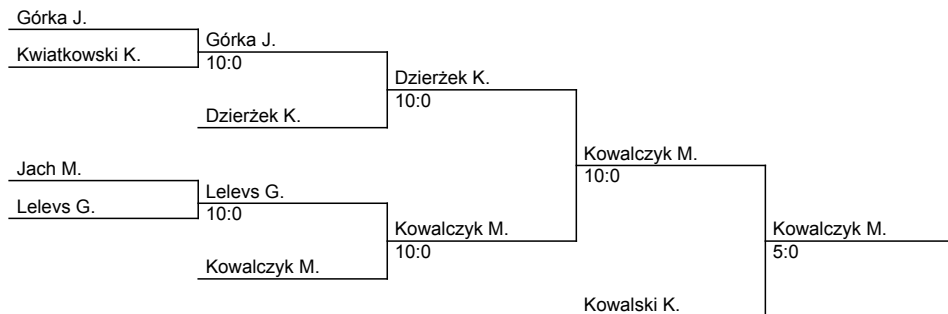 Górka J.
Kwiatkowski K.
Górka J.
10:0
Dzierżek K.
Dzierżek K.
10:0
Jach M.
Lelevs G.
Lelevs G.
10:0
Kowalczyk M.
Kowalczyk M.
10:0
Kowalczyk M.
10:0
Kowalski K.
Kowalczyk M.
5:0